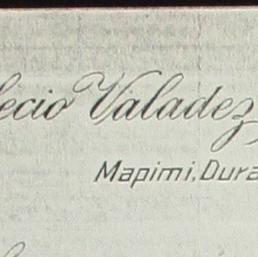 lecio Valadez,
Mapimi, Dura